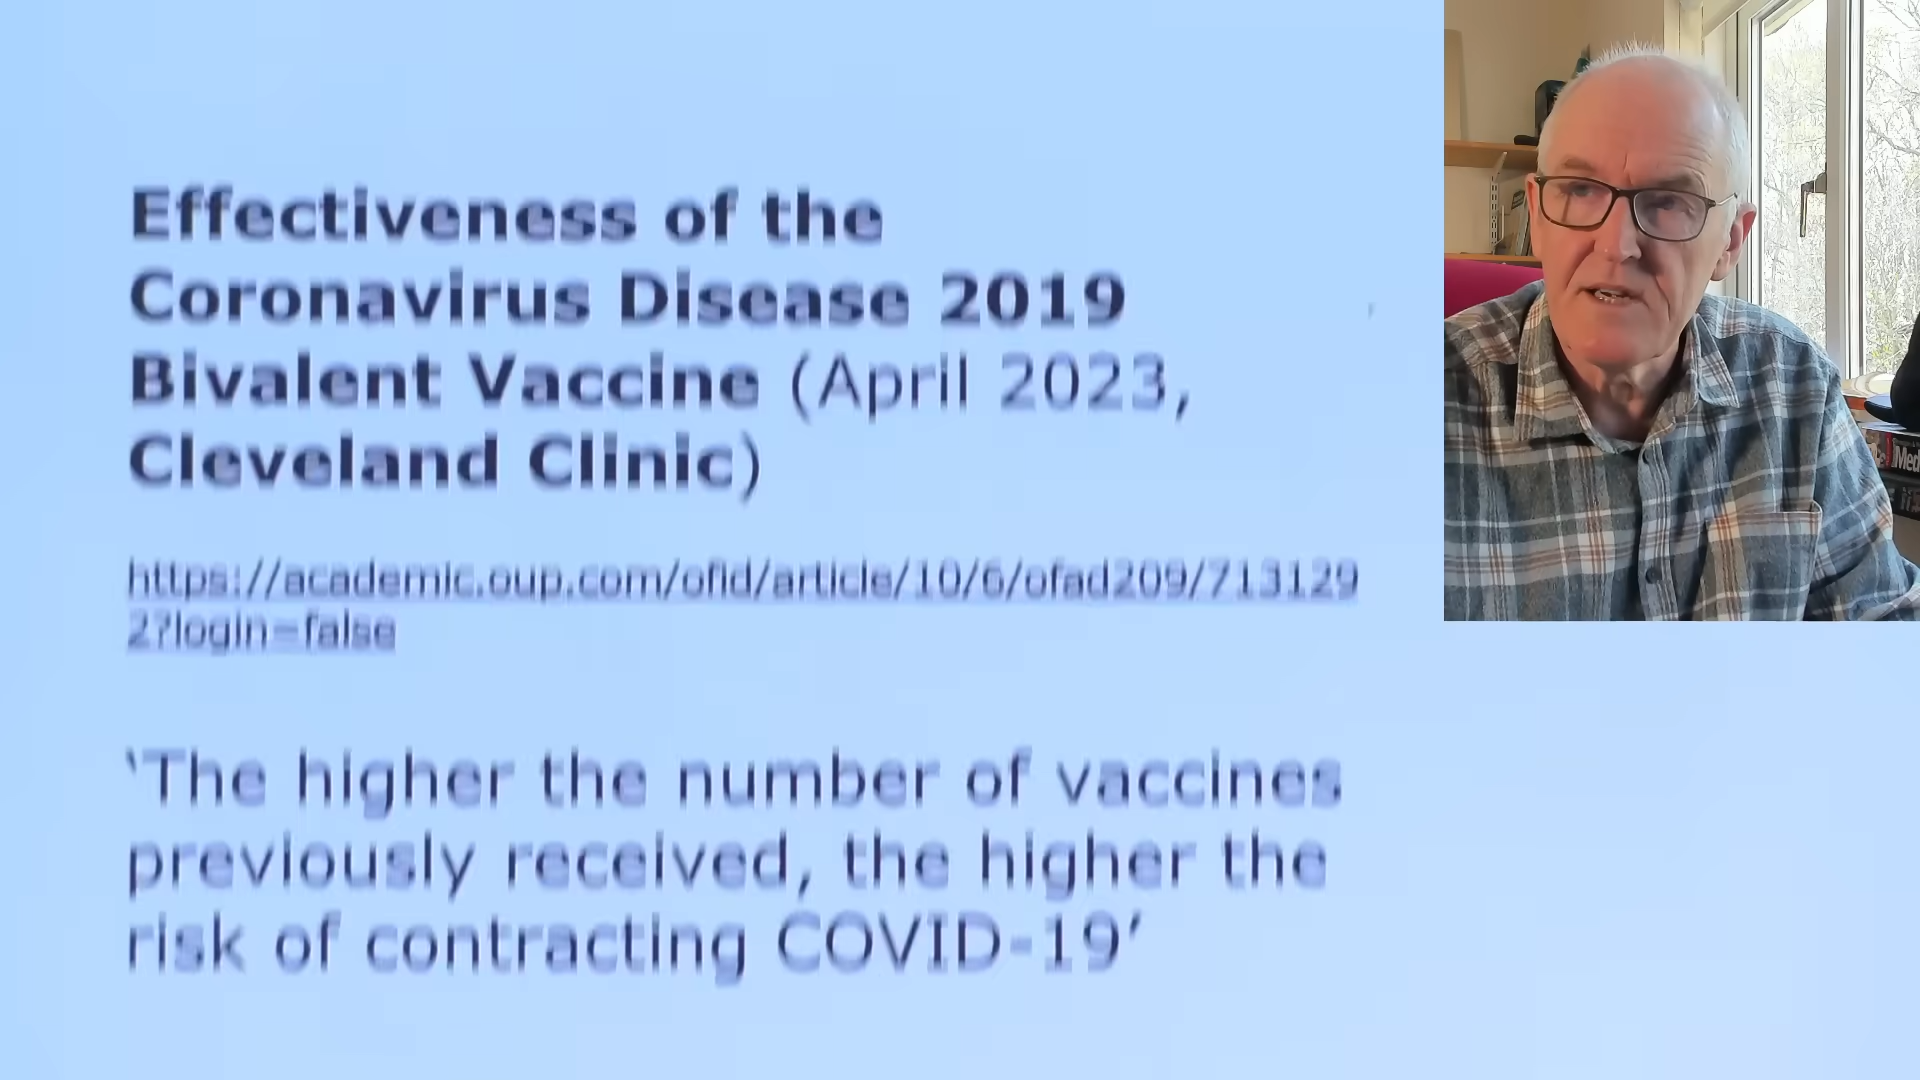 Effectiveness of the
Coronavirus Disease 2019
Bivalent Vaccine (April 2023,
Cleveland Clinic)
https://academic.oup.com/ofid/article/10/6/ofad209/713129
2?login=false
‘The higher the number of vaccines
previously received, the higher the
risk of contracting COVID-19’